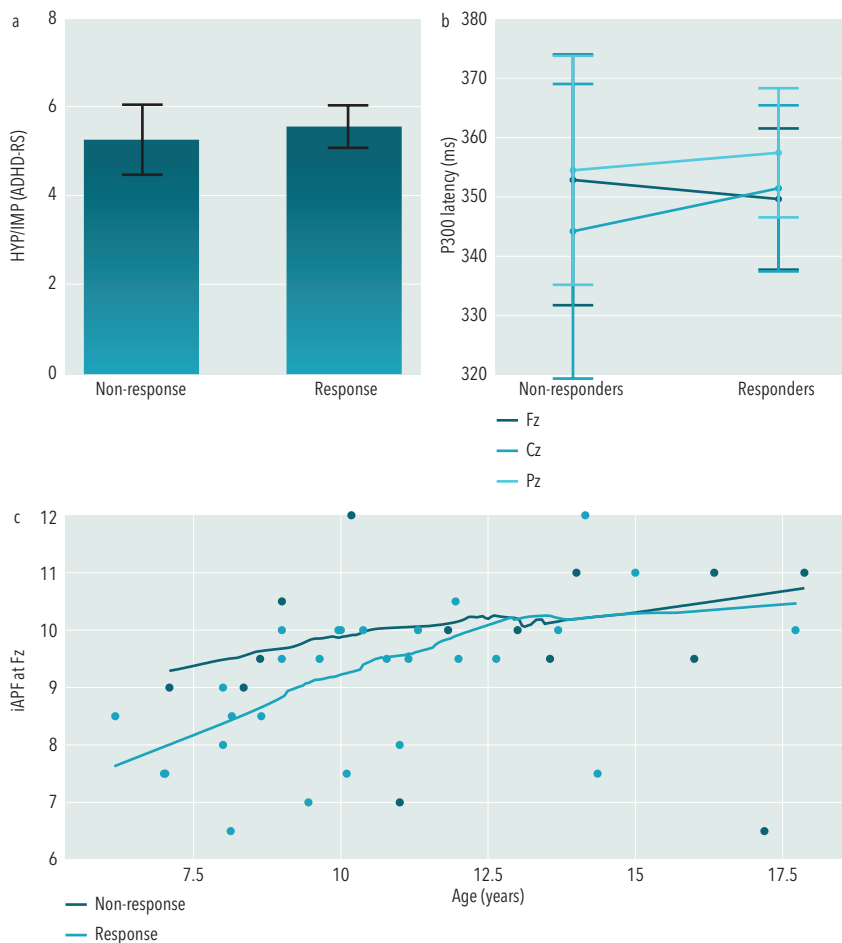 a
8
6
4
2
0
HYP/IMP (ADHD-RS)
Non-response
Response
b
380
370
360
350
340
330
320
P300 latency (ms)
Non-responders
Responders
Fz
Cz
Pz
c
12
11
10
9
8
7
6
iAPF at Fz
7.5
10
12.5
15
17.5
Age (years)
Non-response
Response